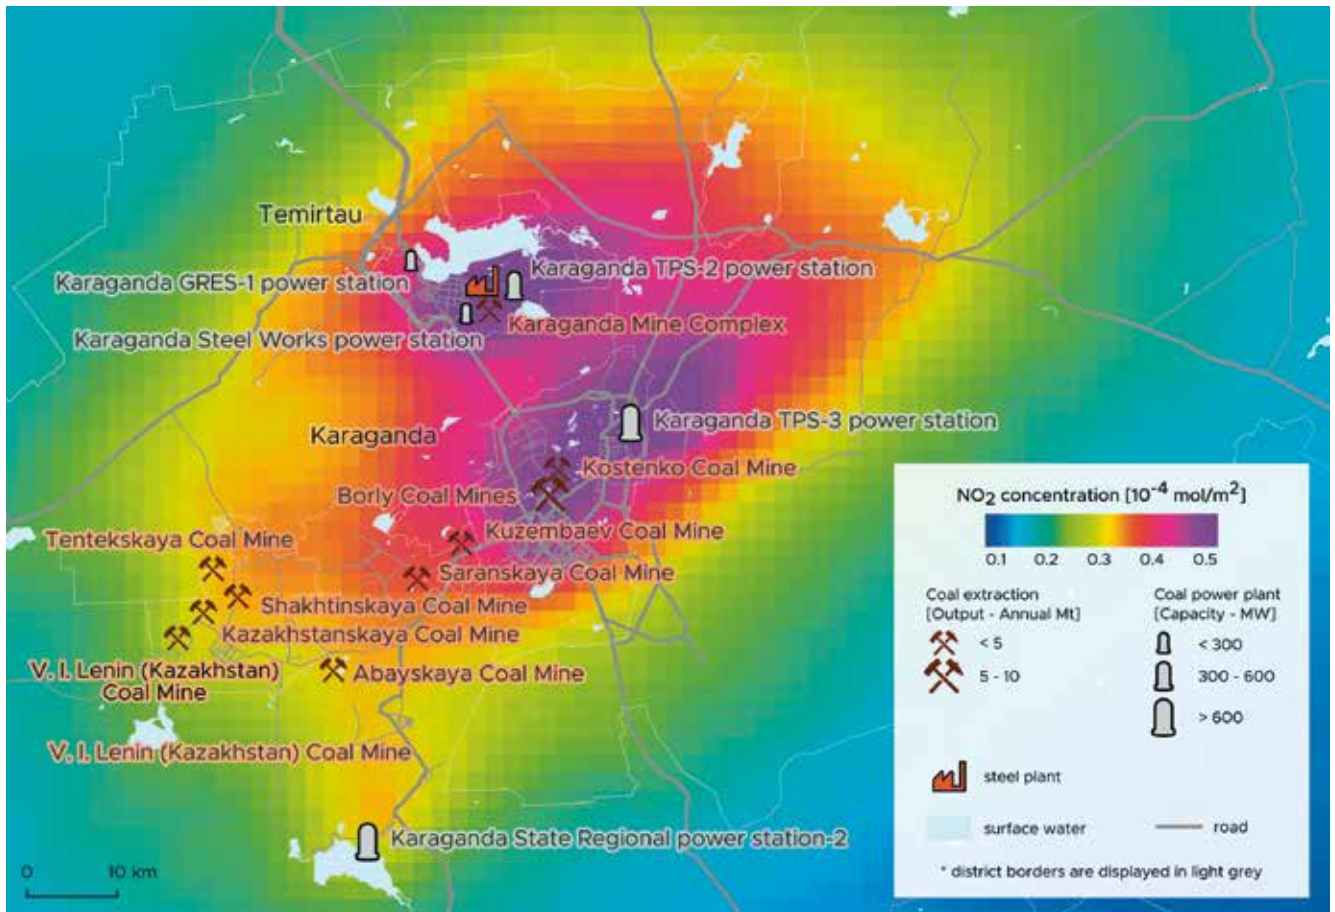 Temirtau
Karaganda GRES-1 power station
Karaganda TPS-2 power station
Karaganda Mine Complex
Karaganda Steel Works power station
Karaganda TPS-3 power station
Karaganda
Kostenko Coal Mine
Borly Coal Mines
Kuzembaev Coal Mine
Tentekskaya Coal Mine
Saranskaya Coal Mine
Shakhtinskaya Coal Mine
Kazakhstanskaya Coal Mine
V. I. Lenin (Kazakhstan)
Coal Mine
Abayskaya Coal Mine
V. I. Lenin (Kazakhstan) Coal Mine
Karaganda State Regional power station-2
0 10 km
NO₂ concentration [10⁻⁴ mol/m²]
0.1 0.2 0.3 0.4 0.5
Coal extraction
[Output - Annual Mt]
< 5
5 - 10
Coal power plant
[Capacity - MW]
< 300
300 - 600
> 600
steel plant
surface water
road
* district borders are displayed in light grey